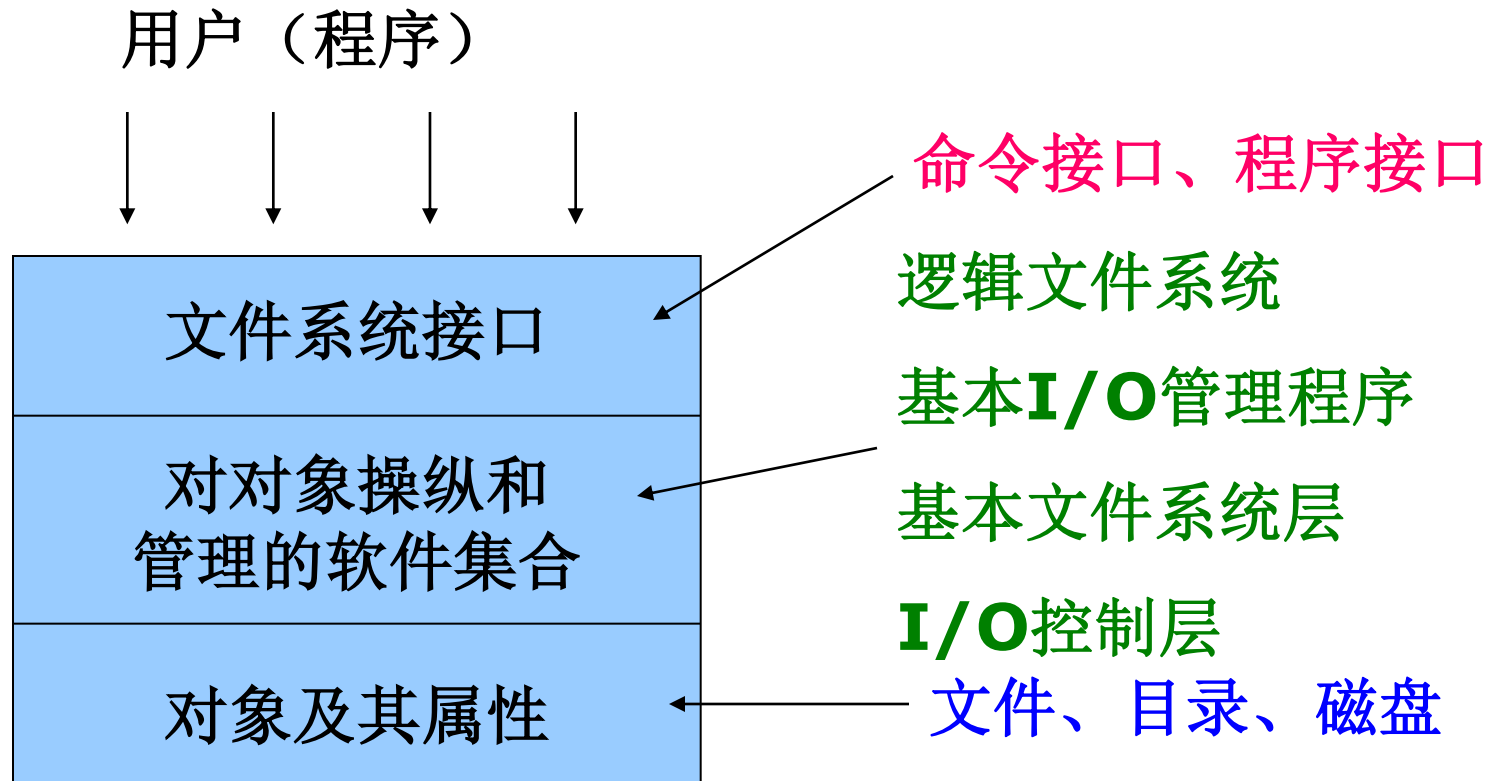 用户（程序）
命令接口、程序接口
文件系统接口
逻辑文件系统
基本I/O管理程序
对对象操纵和
管理的软件集合
基本文件系统层
I/O控制层
对象及其属性
文件、目录、磁盘